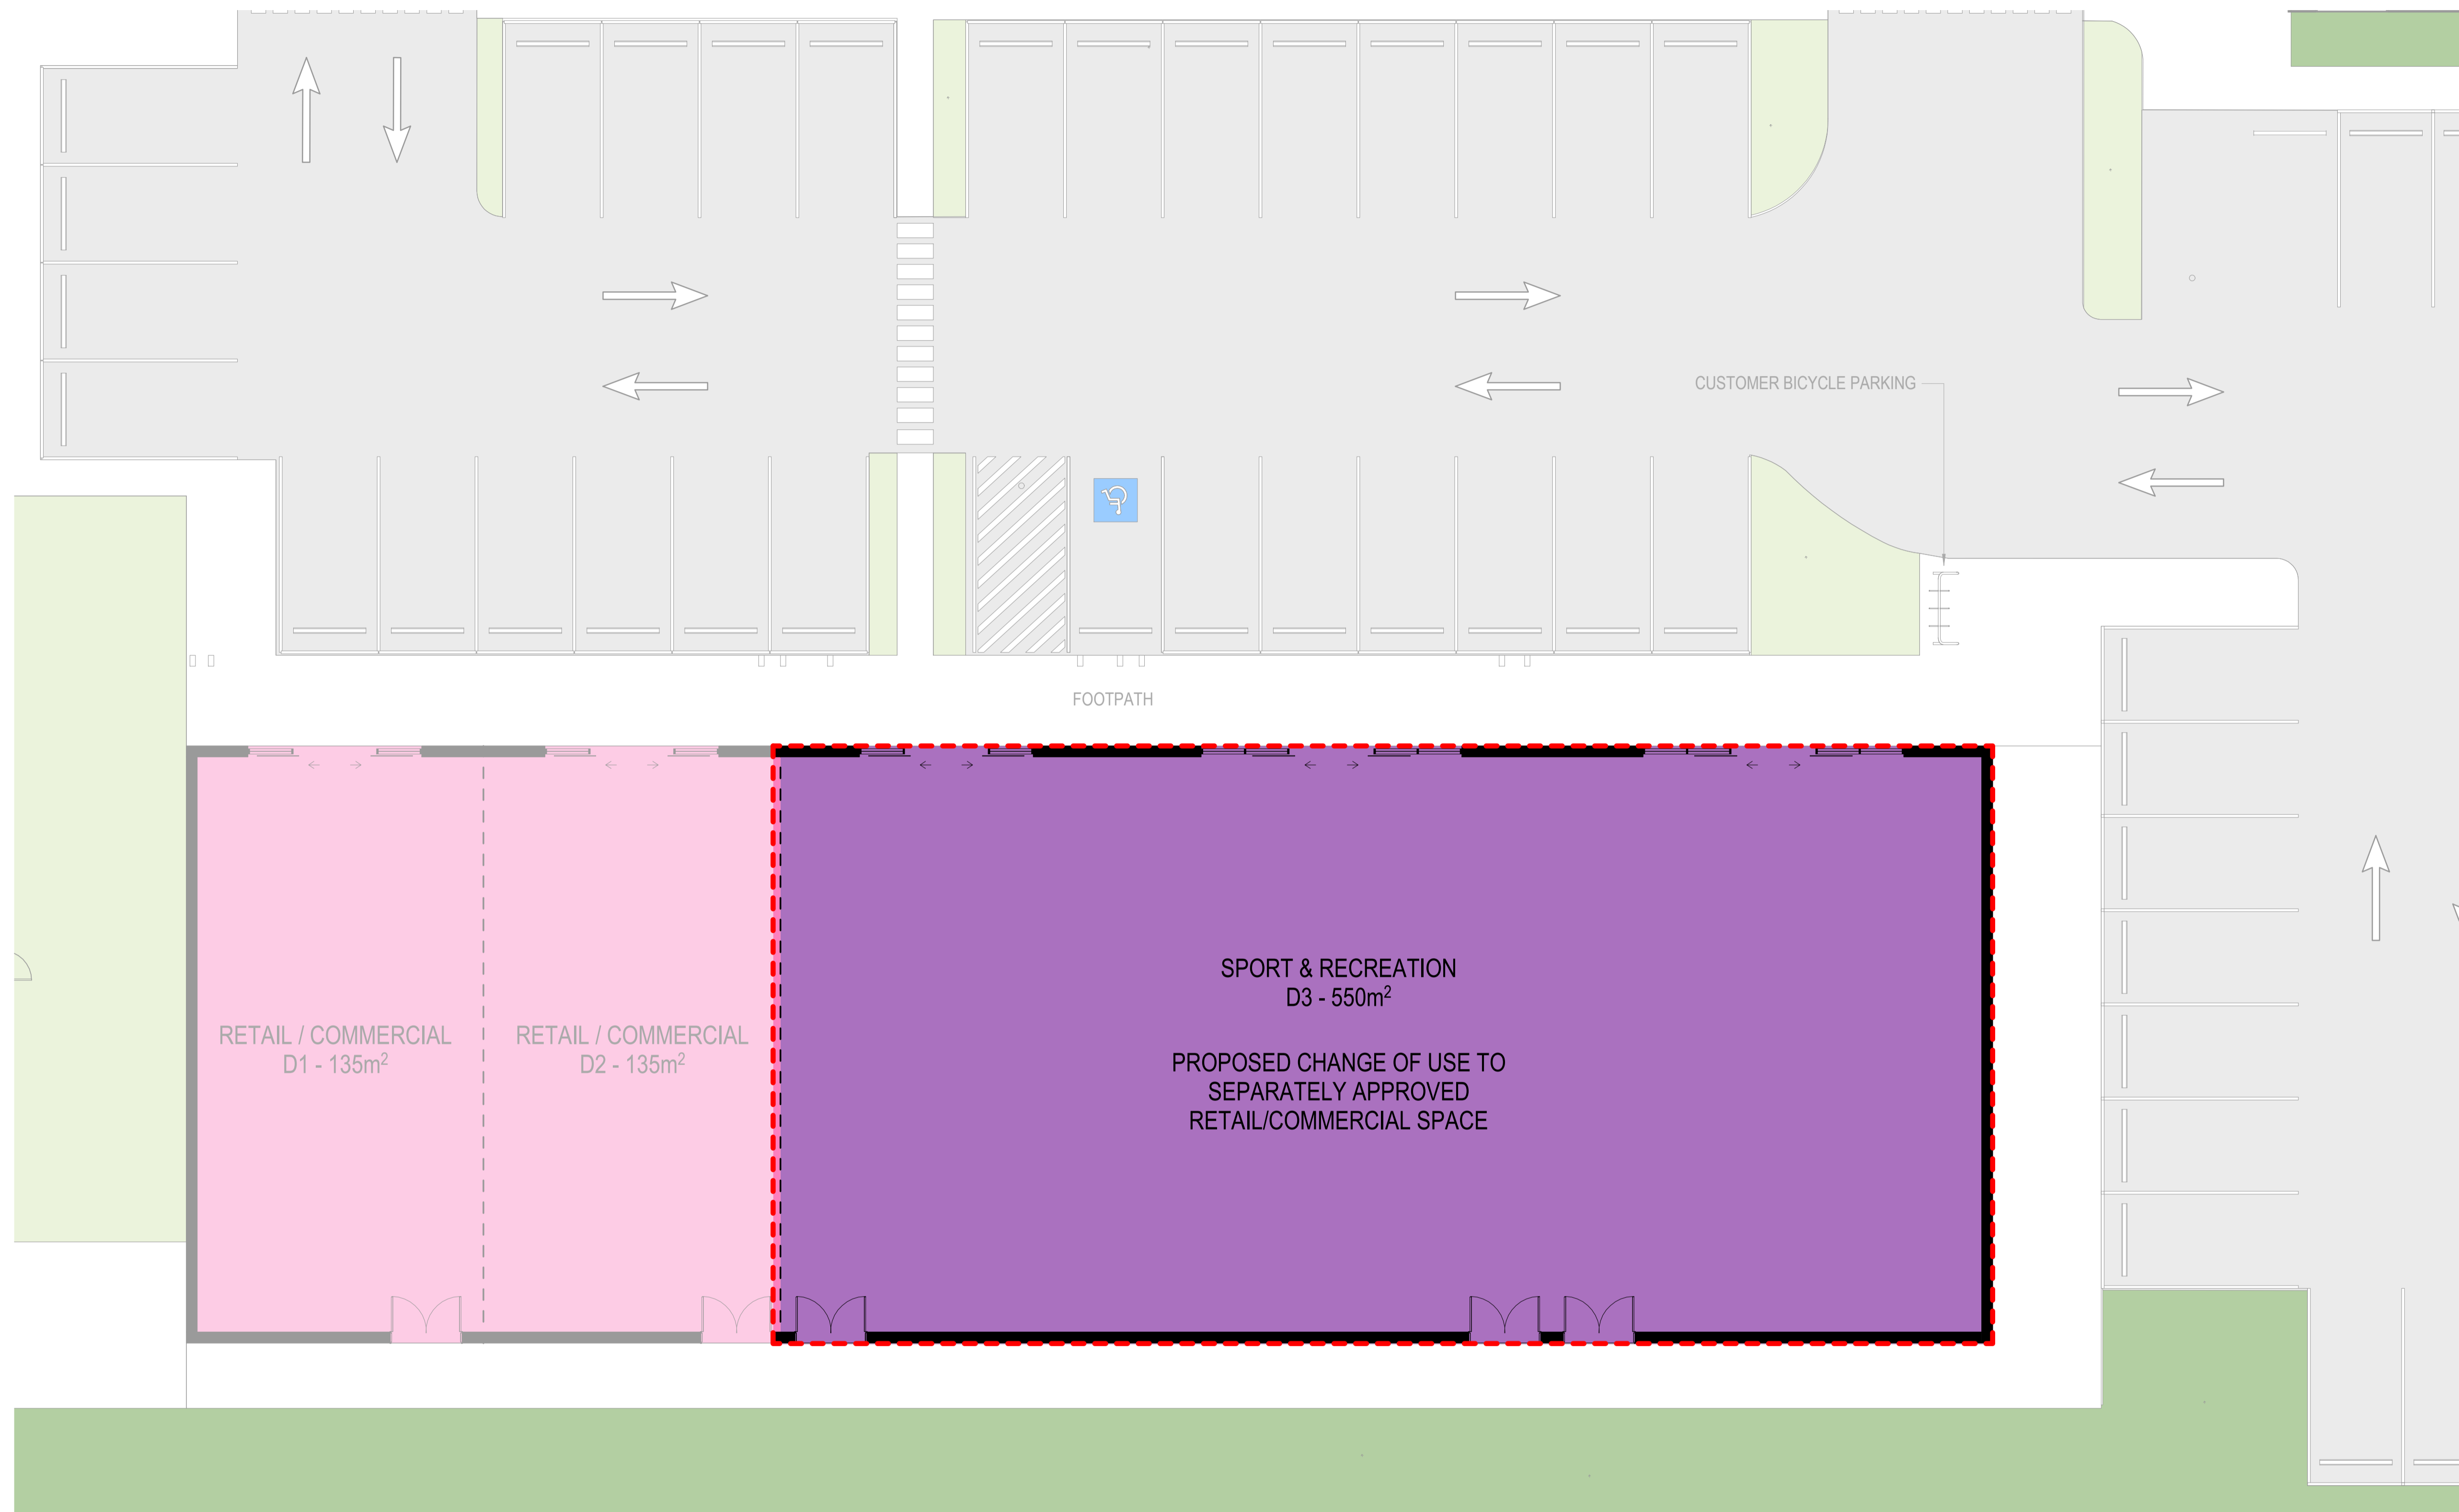 CUSTOMER BICYCLE PARKING
FOOTPATH
RETAIL / COMMERCIAL
D1 - 135m²
RETAIL / COMMERCIAL
D2 - 135m²
SPORT & RECREATION
D3 - 550m²
PROPOSED CHANGE OF USE TO
SEPARATELY APPROVED
RETAIL/COMMERCIAL SPACE